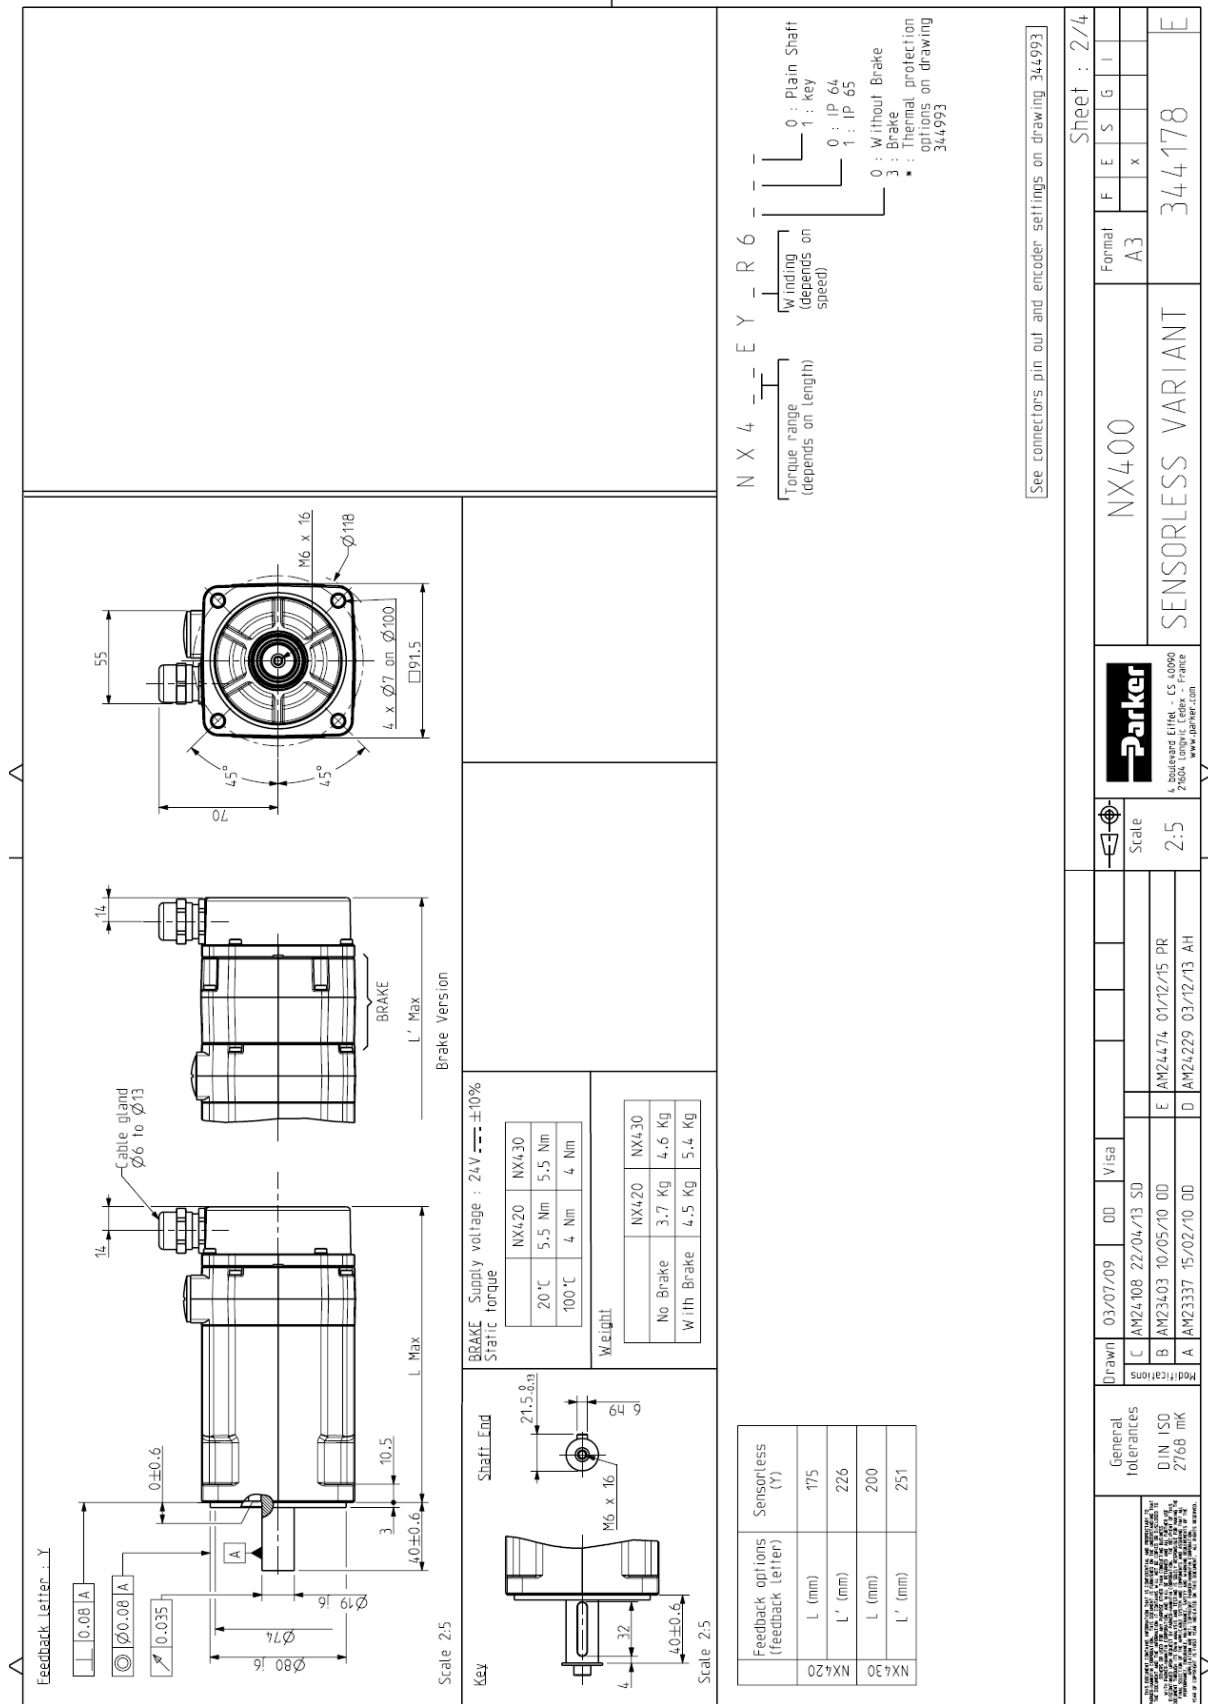 Feedback letter : Y
0.08 A
Ø0.08 A
0.035
Ø80 j6
Ø74
Ø19 j6
A
0±0.6
3
40±0.6
10.5
L Max
14
Cable gland
Ø6 to Ø13
14
BRAKE
L' Max
Brake Version
70
55
45°
45°
M6 x 16
Ø118
4 x Ø7 on Ø100
□91.5
Scale 2:5
Key
Shaft End
21.5 0 -0.13
6 h9
M6 x 16
4
32
40±0.6
Scale 2:5
BRAKE Supply voltage : 24V ±10%
Static torque
NX420 NX430
20°C 5.5 Nm 5.5 Nm
100°C 4 Nm 4 Nm
Weight
NX420 NX430
No Brake 3.7 Kg 4.6 Kg
With Brake 4.5 Kg 5.4 Kg
Feedback options Sensorless
(feedback letter) (Y)
NX420
L (mm) 175
L' (mm) 226
NX430
L (mm) 200
L' (mm) 251
N X 4 _ _ E Y _ R 6 _ _ _
Torque range
(depends on length)
Winding
(depends on
speed)
0 : Plain Shaft
1 : key
0 : IP 64
1 : IP 65
0 : Without Brake
3 : Brake
* : Thermal protection
options on drawing
344993
See connectors pin out and encoder settings on drawing 344993
Sheet : 2/4
General
tolerances
DIN ISO
2768 mK
Drawn 03/07/09 DD Visa
Modifications
C AM24108 22/04/13 SD
B AM23403 10/05/10 DD E AM24474 01/12/15 PR
A AM23337 15/02/10 DD D AM24229 03/12/13 AH
Scale
2:5
Parker
4 boulevard Eiffel - CS 40090
21604 Longvic Cedex - France
www.parker.com
NX400
SENSORLESS VARIANT
Format
A3
F E S G I
x
344178 E